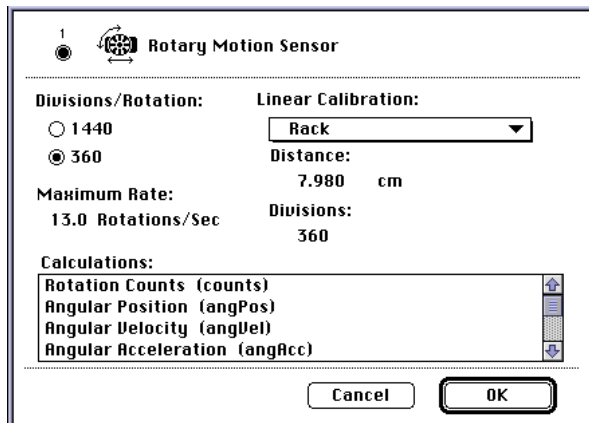 1
Rotary Motion Sensor
Divisions/Rotation:
1440
360
Maximum Rate:
13.0 Rotations/Sec
Linear Calibration:
Rack
Distance:
7.980 cm
Divisions:
360
Calculations:
Rotation Counts (counts)
Angular Position (angPos)
Angular Velocity (angVel)
Angular Acceleration (angAcc)
Cancel
OK